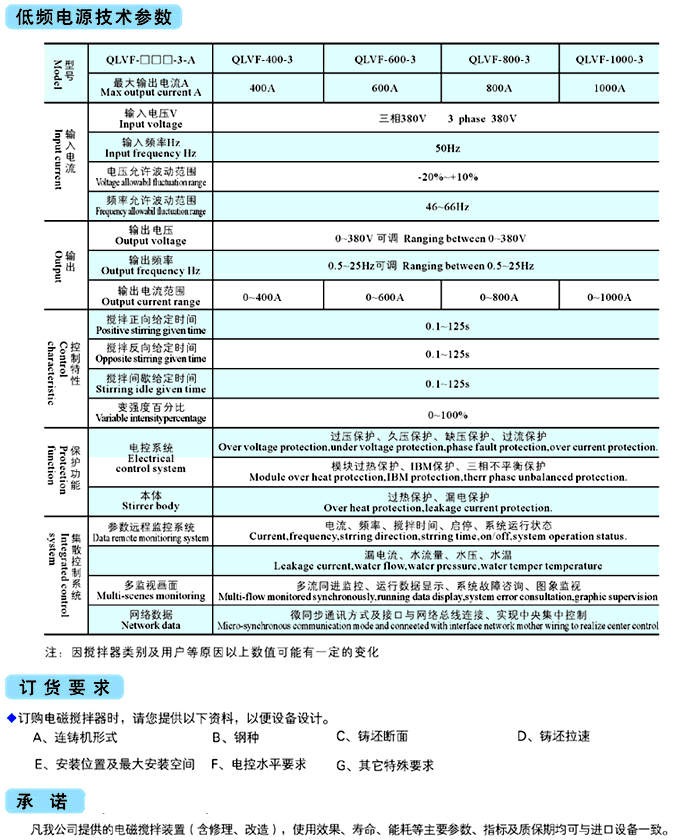 低频电源技术参数
型号 Model
QLVF-□□□-3-A QLVF-400-3 QLVF-600-3 QLVF-800-3 QLVF-1000-3
最大输出电流A
Max output current A 400A 600A 800A 1000A
输入电流 Input current
输入电压V
Input voltage 三相380V 3 phase 380V
输入频率Hz
Input frequency Hz 50Hz
电压允许波动范围
Voltage allowabil fluctuation range -20%~+10%
频率允许波动范围
Frequency allowabil fluctuation range 46~66Hz
输出 Output
输出电压
Output voltage 0~380V 可调 Ranging between 0~380V
输出频率
Output frequency Hz 0.5~25Hz可调 Ranging between 0.5~25Hz
输出电流范围
Output current range 0~400A 0~600A 0~800A 0~1000A
控制特性 Control characteristic
搅拌正向给定时间
Positive stirring given time 0.1~125s
搅拌反向给定时间
Opposite stirring given time 0.1~125s
搅拌间歇给定时间
Stirring idle given time 0.1~125s
变强度百分比
Variable intensitypercentage 0~100%
保护功能 Protection function
电控系统
Electrical
control system
过压保护、久压保护、缺压保护、过流保护
Over voltage protection,under voltage protection,phase fault protection,over current protection.
模块过热保护、IBM保护、三相不平衡保护
Module over heat protection,IBM protection,therr phase unbalanced protection.
本体
Stirrer body
过热保护、漏电保护
Over heat protection,leakage current protection.
集散控制系统 Integrated control system
参数远程监控系统
Data remote monitioring system
电流、频率、搅拌时间、启停、系统运行状态
Current,frequency,strring direction,strring time,on/off,system operation status.
漏电流、水流量、水压、水温
Leakage current,water flow,water pressure,water temper temperature
多监视画面
Multi-scenes monitoring
多流同进监控、运行数据显示、系统故障咨询、图象监视
Multi-flow monitored synchronously,running data display,system error consultation,graphic supervision
网络数据
Network data
微同步通讯方式及接口与网络总线连接、实现中央集中控制
Micro-synchronous communication mode and conneected with interface network mother wiring to realize center control
注：因搅拌器类别及用户等原因以上数值可能有一定的变化
订货要求
◆订购电磁搅拌器时，请您提供以下资料，以便设备设计。
A、连铸机形式 B、钢种 C、铸坯断面 D、铸坯拉速
E、安装位置及最大安装空间 F、电控水平要求 G、其它特殊要求
承 诺
凡我公司提供的电磁搅拌装置（含修理、改造），使用效果、寿命、能耗等主要参数、指标及质保期均可与进口设备一致。